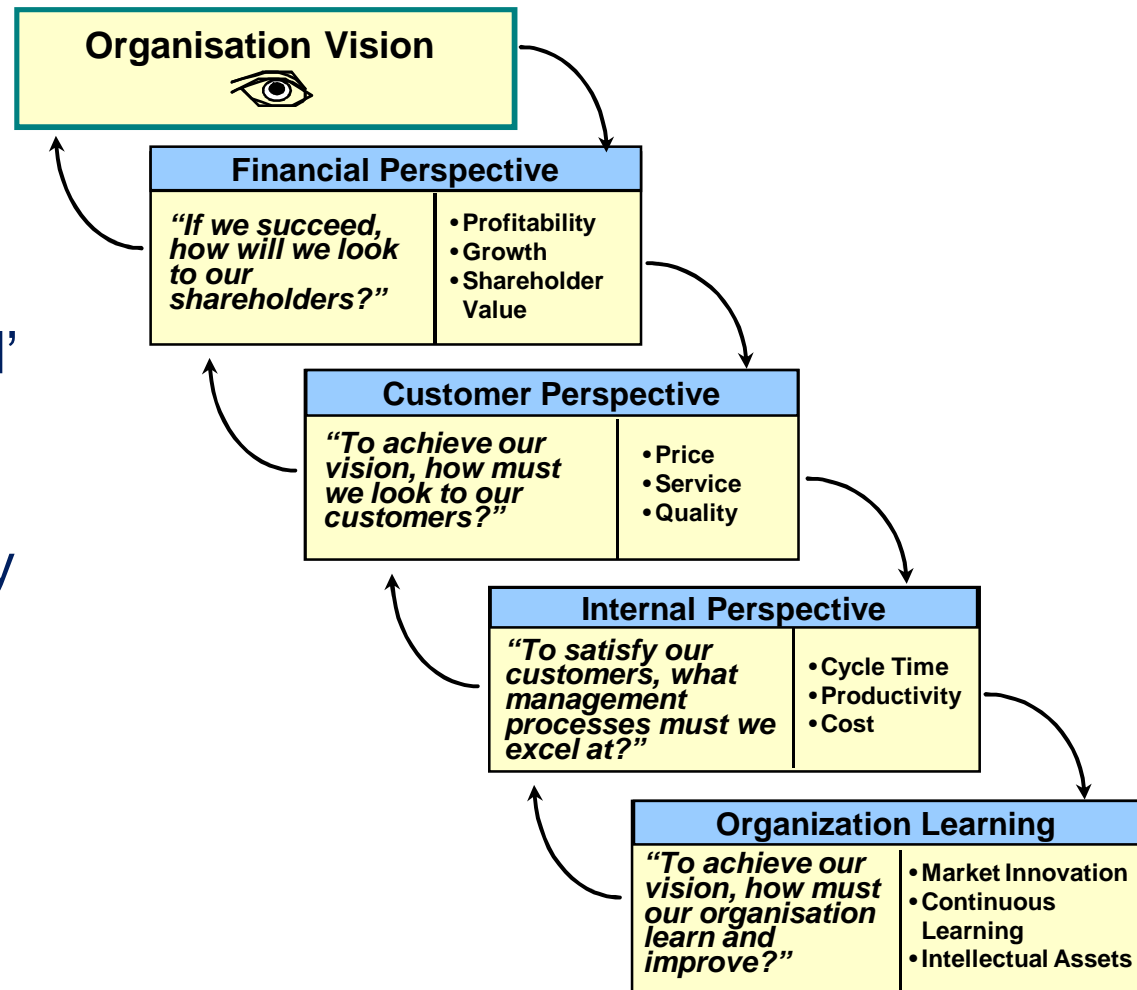 Organisation Vision
Financial Perspective
“If we succeed,
how will we look
to our
shareholders?”
• Profitability
• Growth
• Shareholder
Value
Customer Perspective
“To achieve our
vision, how must
we look to our
customers?”
• Price
• Service
• Quality
Internal Perspective
“To satisfy our
customers, what
management
processes must we
excel at?”
• Cycle Time
• Productivity
• Cost
Organization Learning
“To achieve our
vision, how must
our organisation
learn and
improve?”
• Market Innovation
• Continuous
Learning
• Intellectual Assets